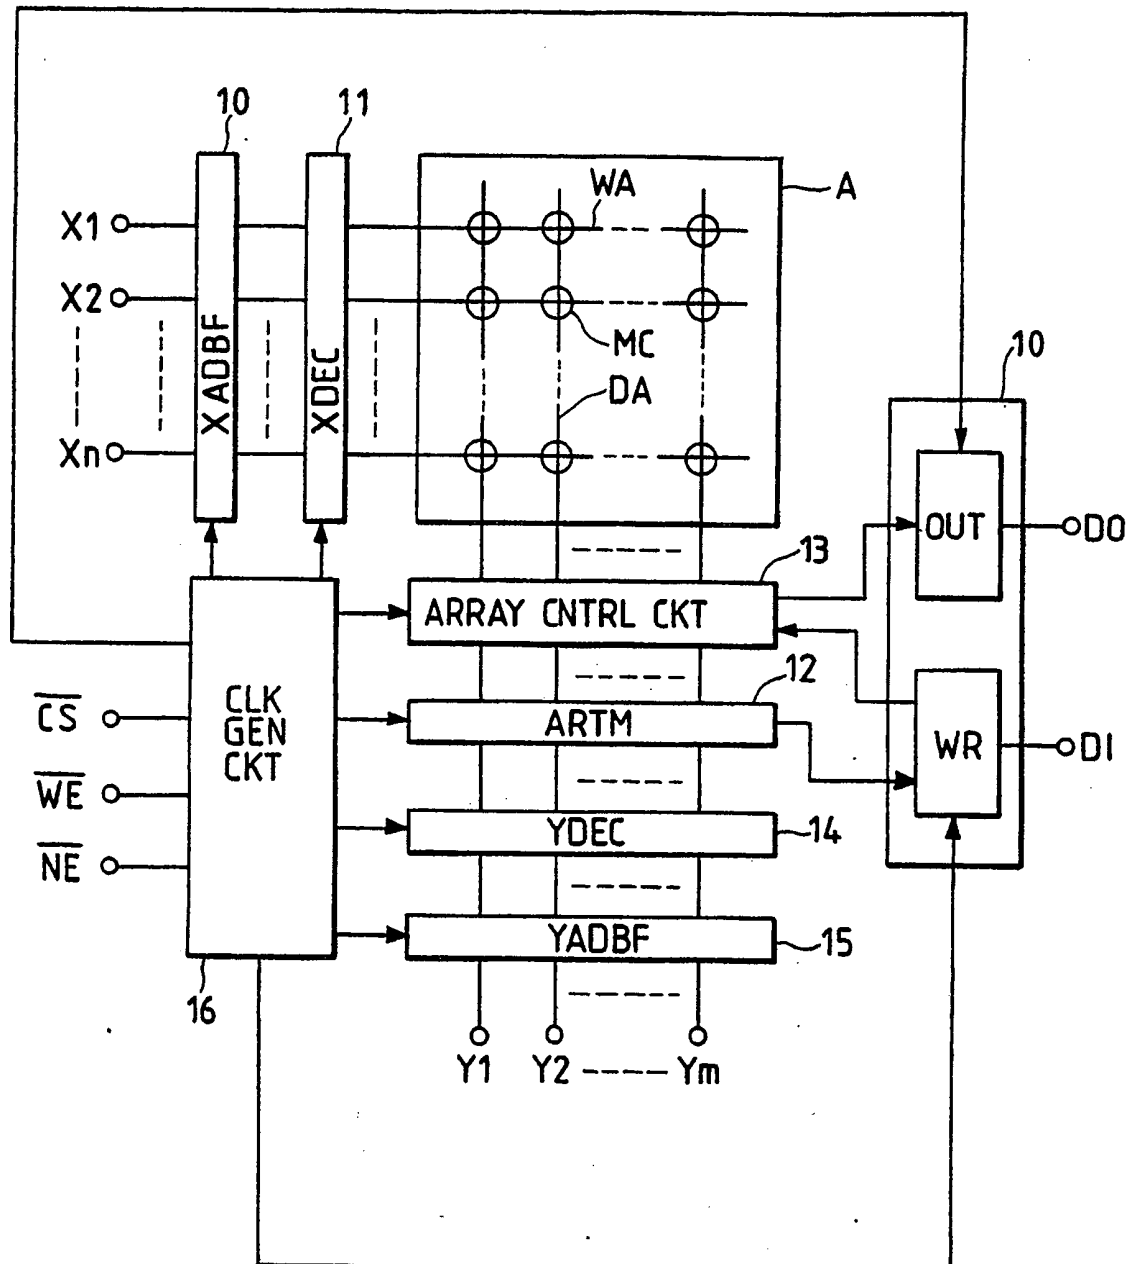 10
11
A
WA
X1
X2
XADBF
XDEC
MC
DA
Xn
10
OUT
DO
13
ARRAY CNTRL CKT
12
CLK
GEN
CKT
CS
ARTM
WR
DI
WE
YDEC
14
NE
YADBF
15
16
Y1 Y2 Ym